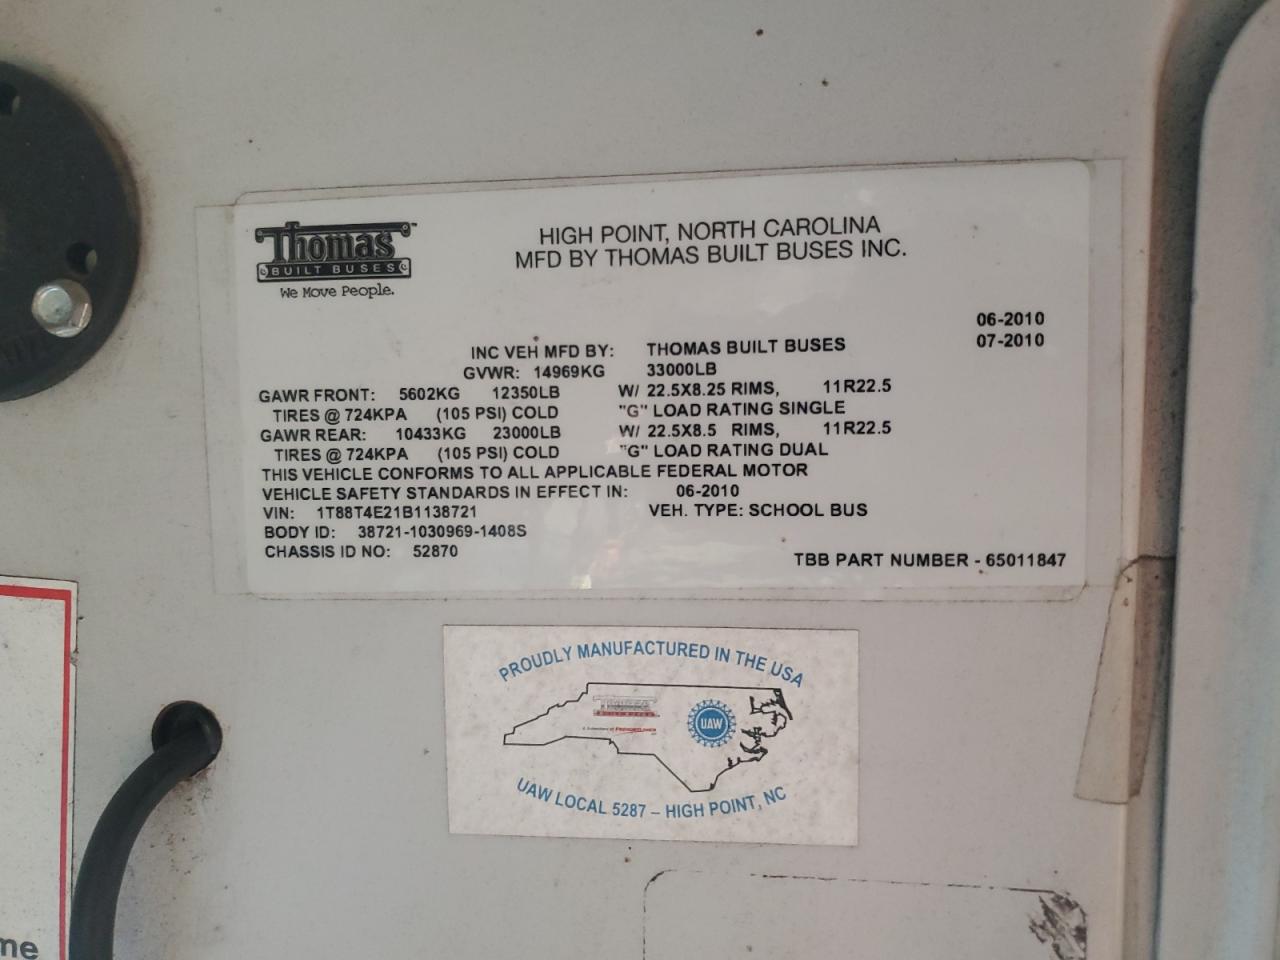 Thomas
BUILT BUSES
We Move People.
HIGH POINT, NORTH CAROLINA
MFD BY THOMAS BUILT BUSES INC.
06-2010
07-2010
INC VEH MFD BY: THOMAS BUILT BUSES
GVWR: 14969KG 33000LB
GAWR FRONT: 5602KG 12350LB W/ 22.5X8.25 RIMS, 11R22.5
TIRES @ 724KPA (105 PSI) COLD "G" LOAD RATING SINGLE
GAWR REAR: 10433KG 23000LB W/ 22.5X8.5 RIMS, 11R22.5
TIRES @ 724KPA (105 PSI) COLD "G" LOAD RATING DUAL
THIS VEHICLE CONFORMS TO ALL APPLICABLE FEDERAL MOTOR
VEHICLE SAFETY STANDARDS IN EFFECT IN: 06-2010
VIN: 1T88T4E21B1138721 VEH. TYPE: SCHOOL BUS
BODY ID: 38721-1030969-1408S
CHASSIS ID NO: 52870
TBB PART NUMBER - 65011847
PROUDLY MANUFACTURED IN THE USA
THOMAS
BUILT BUSES
UAW
UAW LOCAL 5287 – HIGH POINT, NC
me